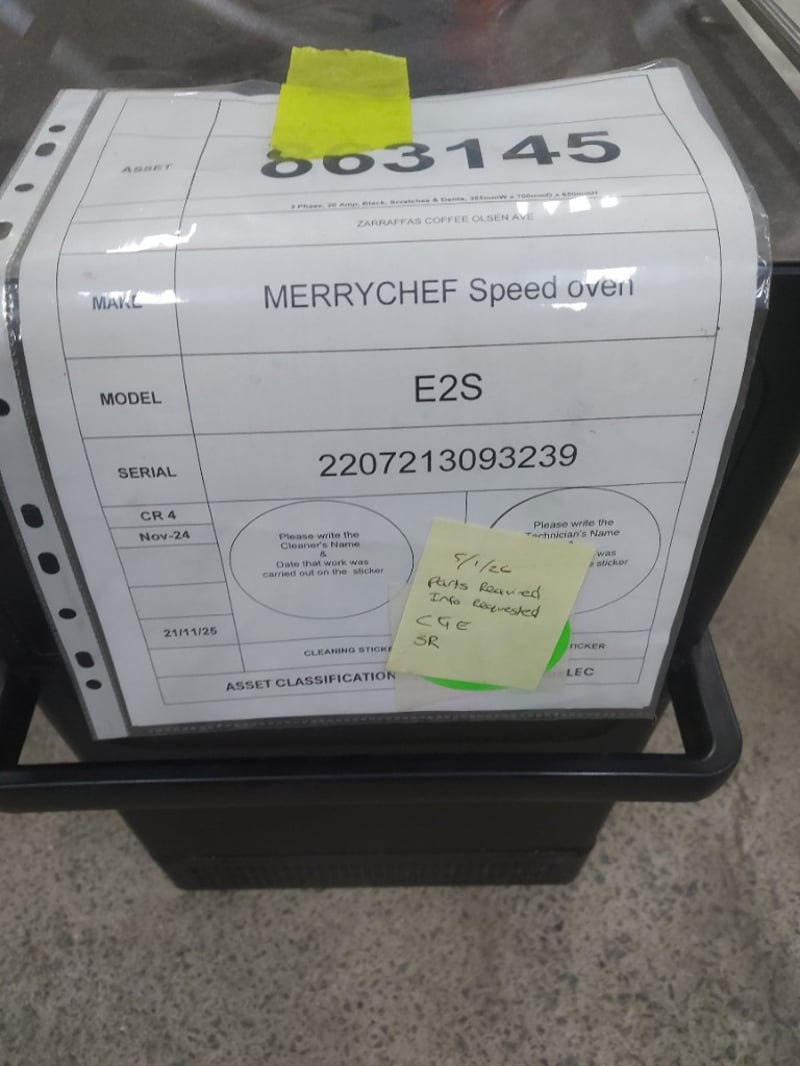 ASSET
863145
3 Phase, 20 Amp, Black, Scratches & Dents, 355mmW x 700mmD x 650mmH
ZARRAFFAS COFFEE OLSEN AVE
MAKE
MERRYCHEF Speed oven
MODEL
E2S
SERIAL
2207213093239
CR 4
Nov-24
21/11/25
Please write the
Cleaner's Name
&
Date that work was
carried out on the sticker
Please write the
Technician's Name
was
sticker
5/1/26
Parts Required
Info Requested
CGE
SR
CLEANING STICK
TICKER
ASSET CLASSIFICATION
LEC